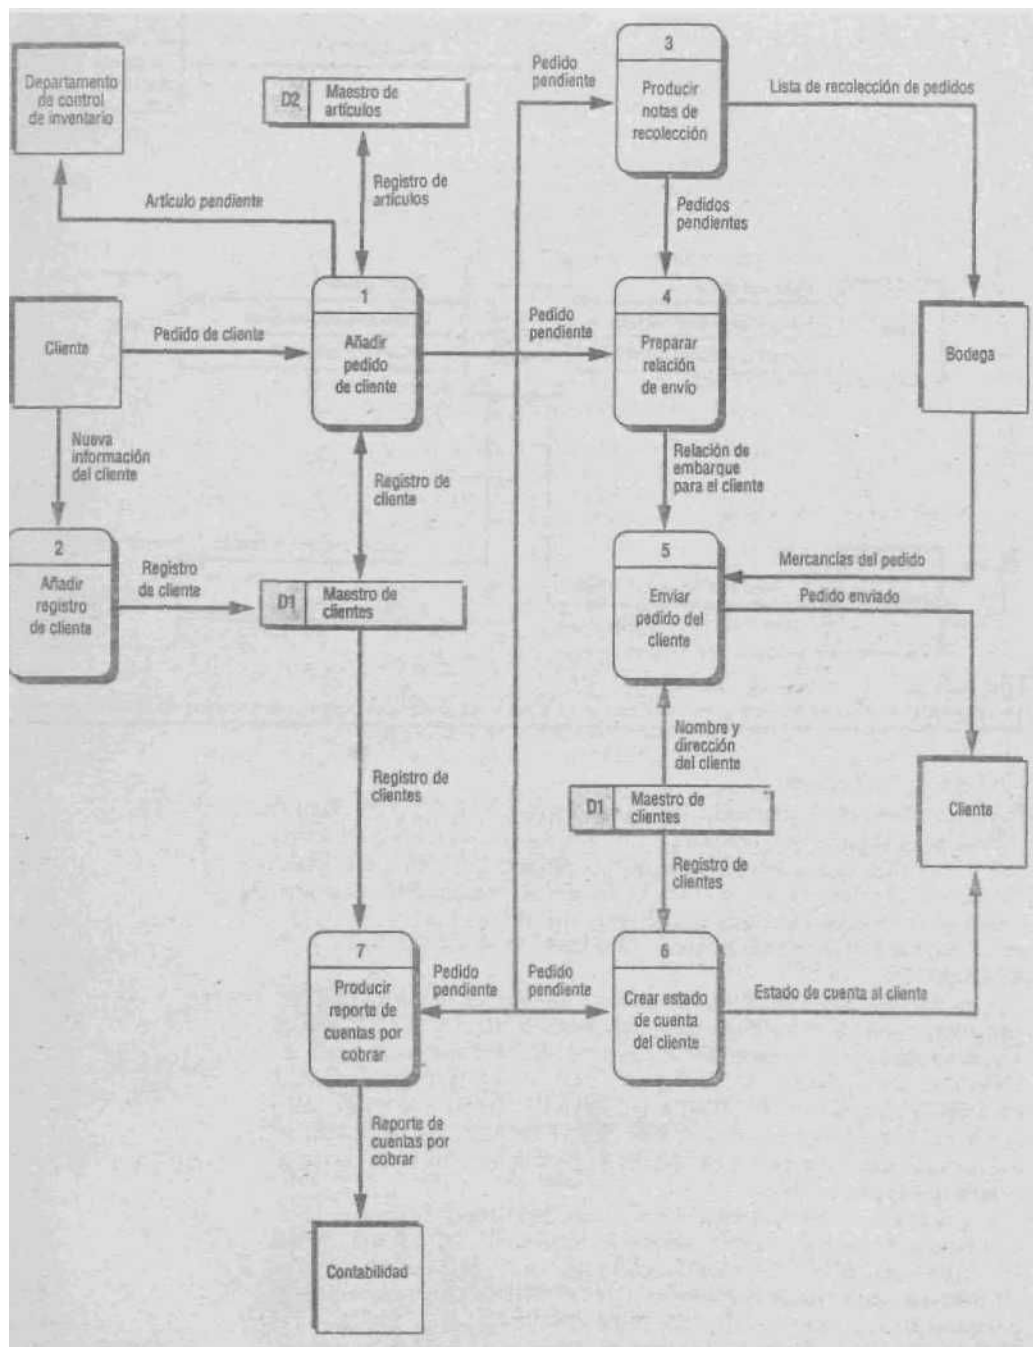 Departamento
de control
de inventario
D2
Maestro de
artículos
Pedido
pendiente
3
Producir
notas de
recolección
Lista de recolección de pedidos
Artículo pendiente
Registro de
artículos
Pedidos
pendientes
Cliente
Pedido de cliente
1
Añadir
pedido
de cliente
Pedido
pendiente
4
Preparar
relación
de envío
Bodega
Nueva
información
del cliente
Registro de
cliente
Relación de
embarque
para el cliente
2
Añadir
registro
de cliente
Registro
de cliente
D1
Maestro de
clientes
5
Enviar
pedido del
cliente
Mercancías del pedido
Pedido enviado
Nombre y
dirección
del cliente
Registro de
clientes
D1
Maestro de
clientes
Cliente
Registro de
clientes
7
Producir
reporte de
cuentas por
cobrar
Pedido
pendiente
Pedido
pendiente
6
Crear estado
de cuenta
del cliente
Estado de cuenta al cliente
Reporte de
cuentas por
cobrar
Contabilidad